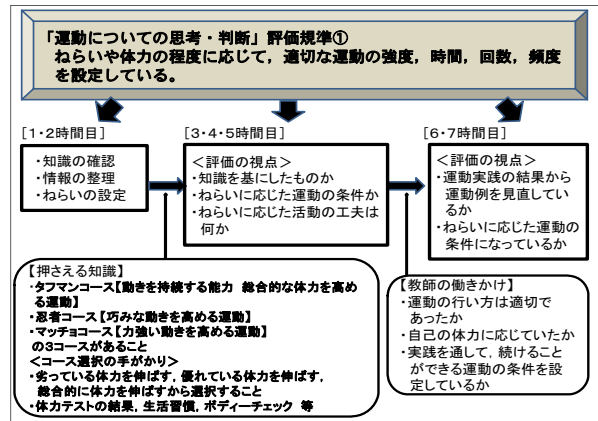 「運動についての思考・判断」評価規準①
ねらいや体力の程度に応じて，適切な運動の強度，時間，回数，頻度
を設定している。
[1・2時間目]
・知識の確認
・情報の整理
・ねらいの設定
[3・4・5時間目]
＜評価の視点＞
・知識を基にしたものか
・ねらいに応じた運動の条件か
・ねらいに応じた活動の工夫は
何か
[6・7時間目]
＜評価の視点＞
・運動実践の結果から
運動例を見直してい
るか
・ねらいに応じた運動の
条件になっているか
【押さえる知識】
・タフマンコース【動きを持続する能力　総合的な体力を高め
る運動】
・忍者コース【巧みな動きを高める運動】
・マッチョコース【力強い動きを高める運動】
の3コースがあること
＜コース選択の手がかり＞
・劣っている体力を伸ばす，優れている体力を伸ばす，
総合的に体力を伸ばすから選択すること
・体力テストの結果，生活習慣，ボディーチェック　等
【教師の働きかけ】
・運動の行い方は適切で
あったか
・自己の体力に応じていたか
・実践を通して，続けること
ができる運動の条件を設
定しているか